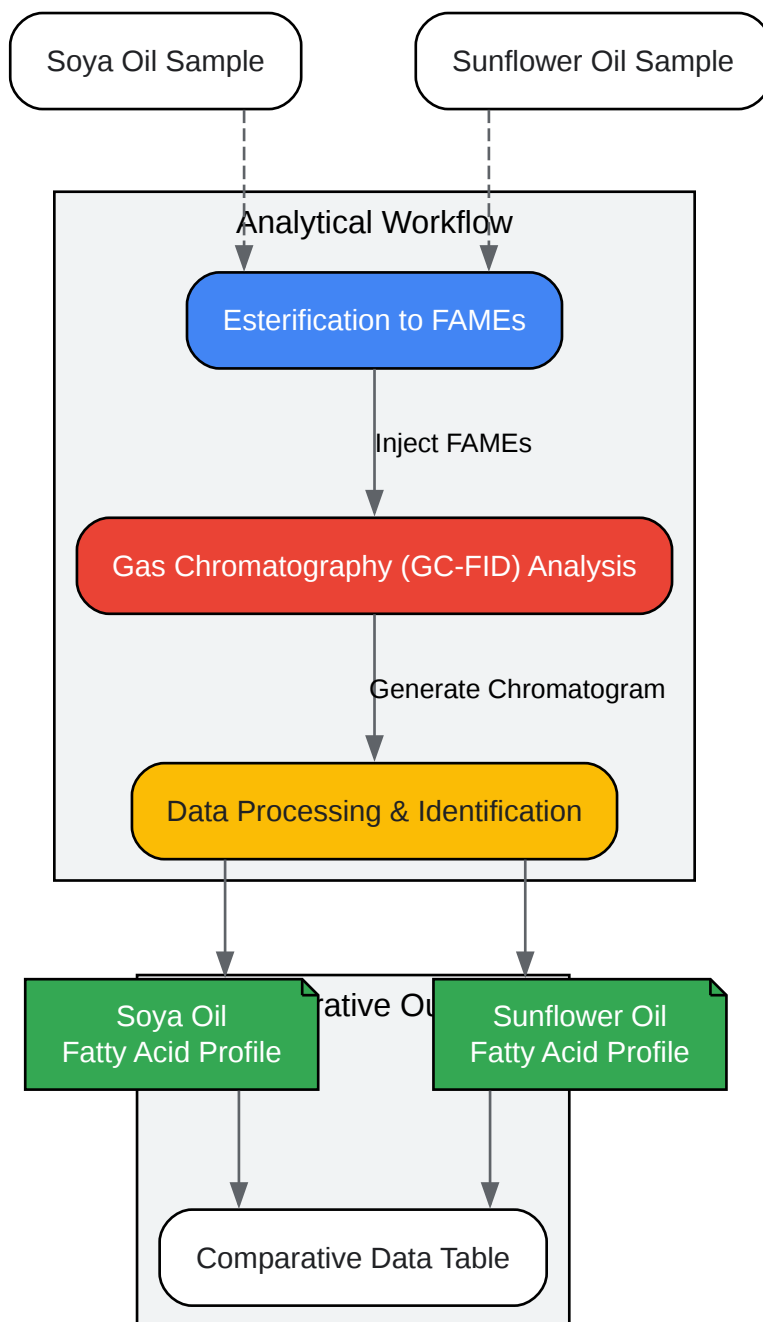 Soya Oil Sample
Sunflower Oil Sample
Analytical Workflow
Esterification to FAMEs
Inject FAMEs
Gas Chromatography (GC-FID) Analysis
Generate Chromatogram
Data Processing & Identification
Soya Oil
Fatty Acid Profile
Sunflower Oil
Fatty Acid Profile
Comparative Data Table